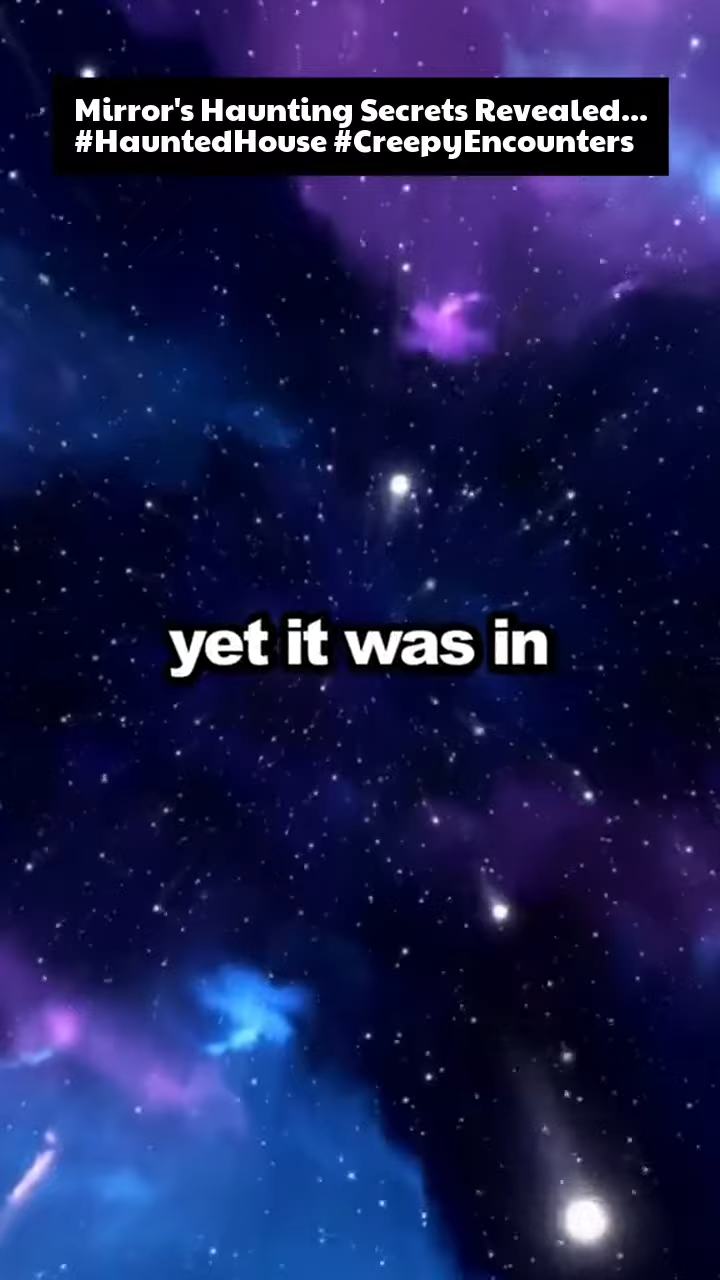 Mirror's Haunting Secrets Revealed...
#HauntedHouse #CreepyEncounters
yet it was in